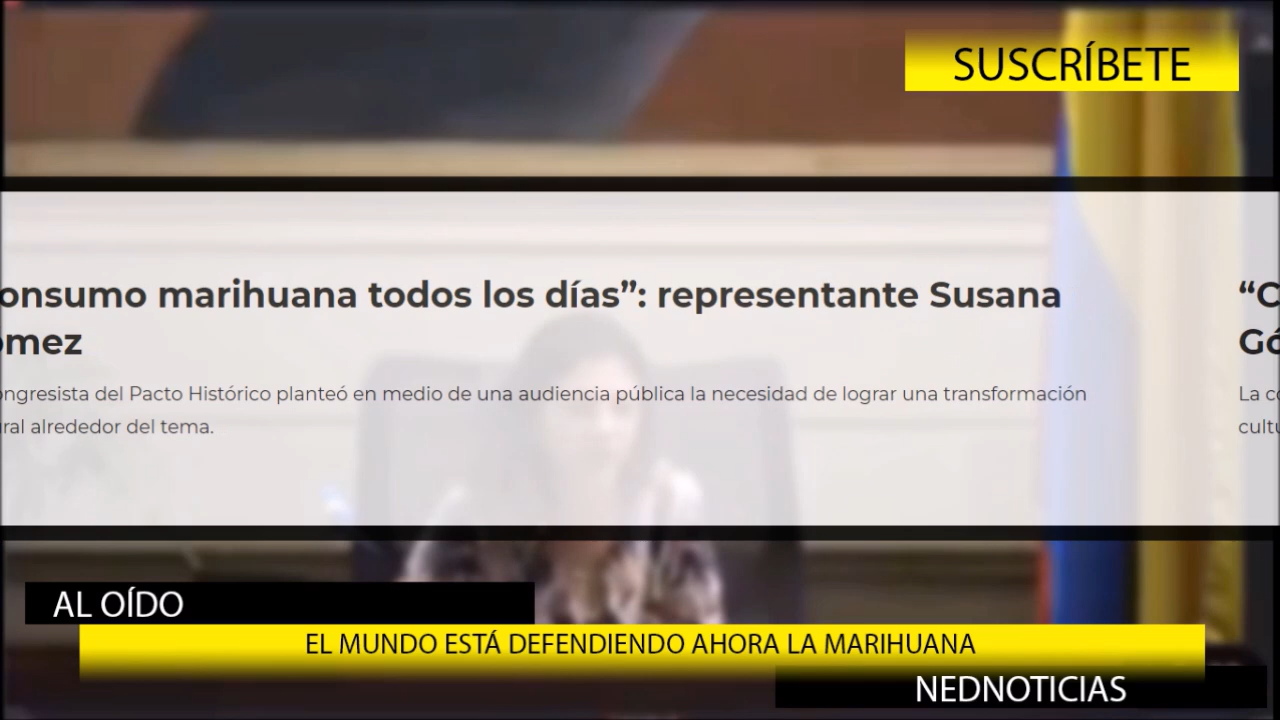 SUSCRÍBETE
onsumo marihuana todos los días”: representante Susana
omez
ongresista del Pacto Histórico planteó en medio de una audiencia pública la necesidad de lograr una transformación
ral alrededor del tema.
“C
Gó
La co
cultu
AL OÍDO
EL MUNDO ESTÁ DEFENDIENDO AHORA LA MARIHUANA
NEDNOTICIAS